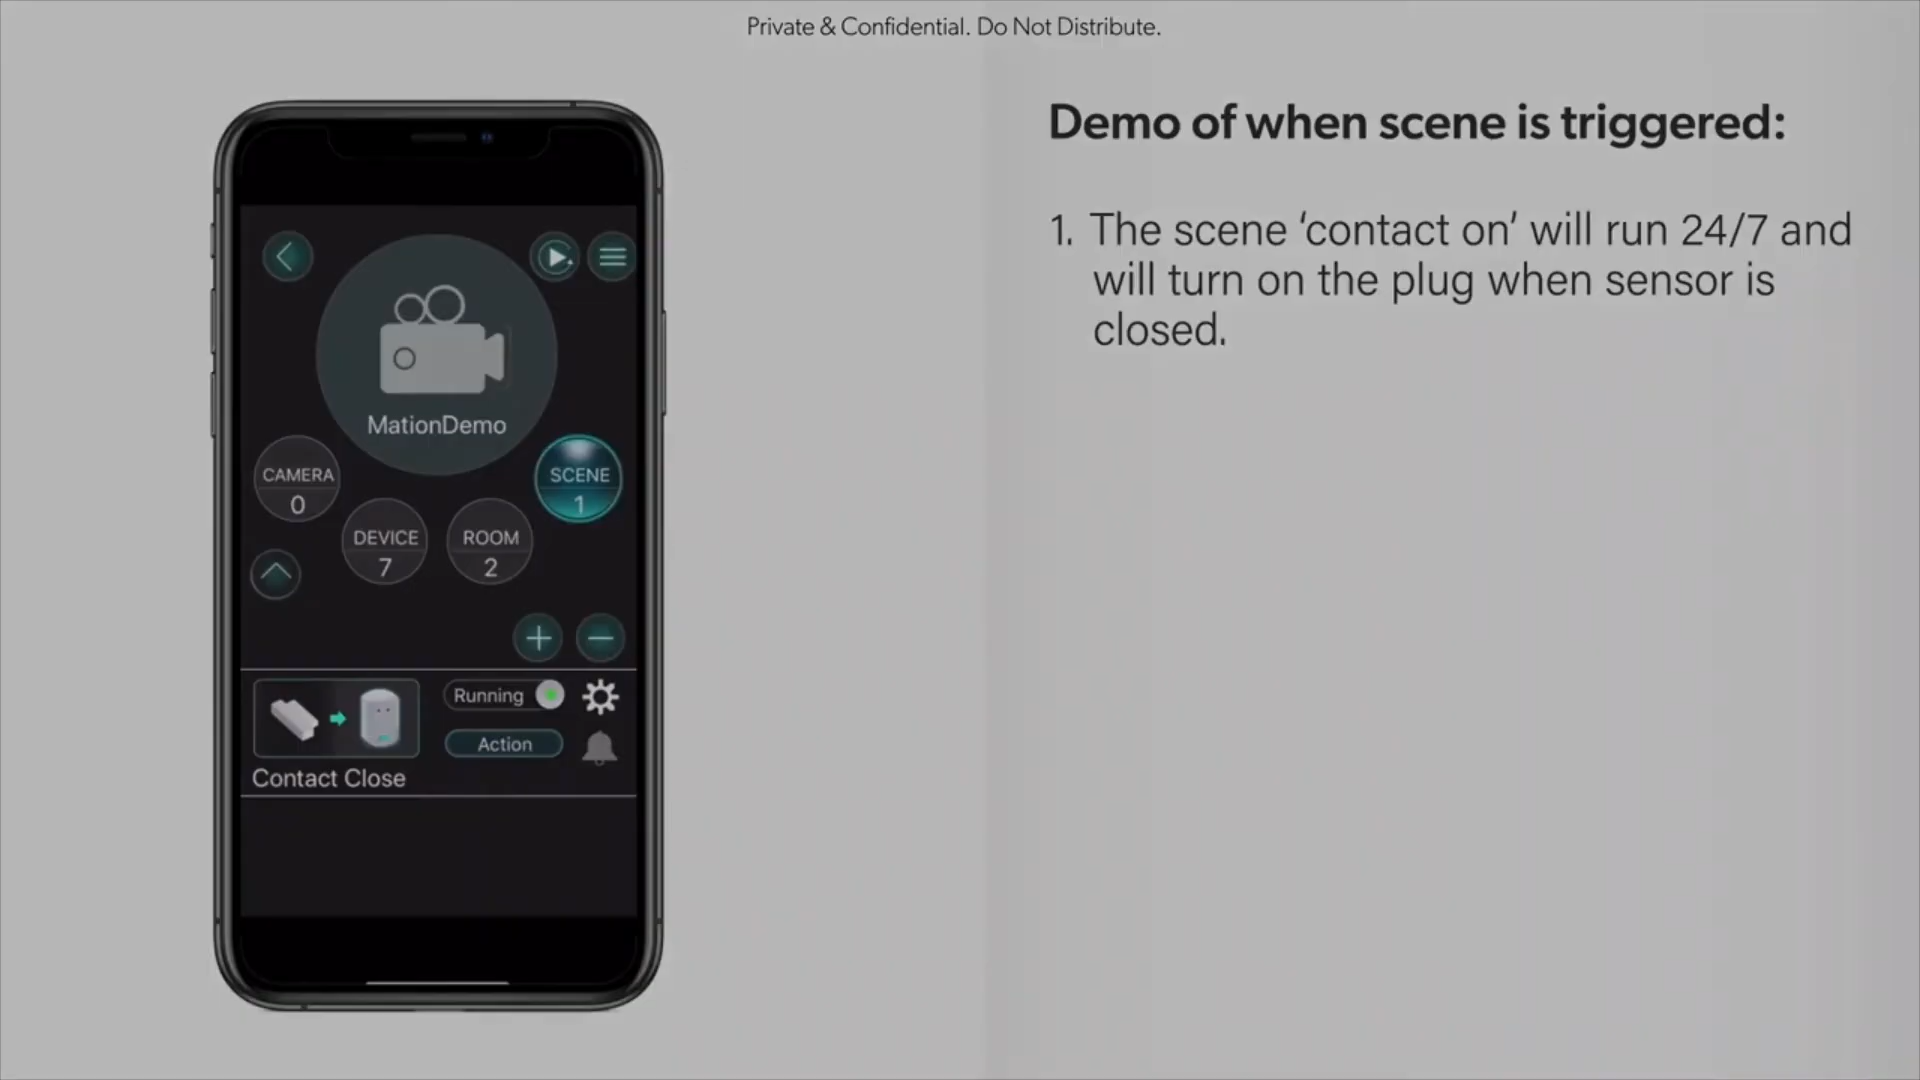 Private & Confidential. Do Not Distribute.
MationDemo
CAMERA
0
SCENE
1
DEVICE
7
ROOM
2
Running
Action
Contact Close
Demo of when scene is triggered:
1. The scene ‘contact on’ will run 24/7 and
will turn on the plug when sensor is
closed.